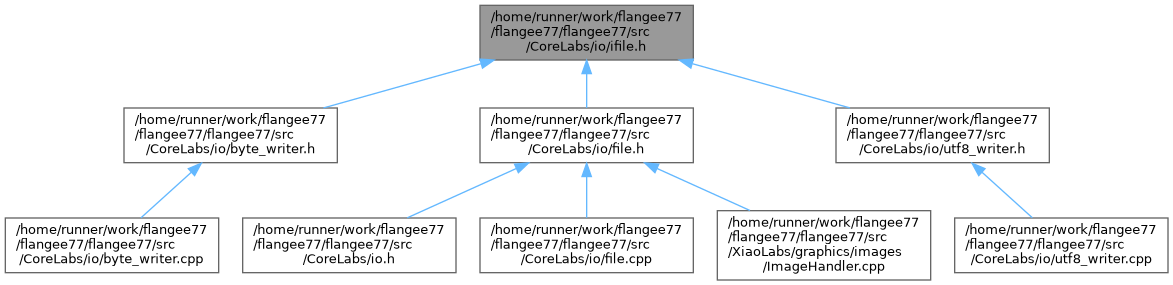 /home/runner/work/flangee77
/flangee77/flangee77/src
/CoreLabs/io/ifile.h
/home/runner/work/flangee77
/flangee77/flangee77/src
/CoreLabs/io/byte_writer.h
/home/runner/work/flangee77
/flangee77/flangee77/src
/CoreLabs/io/file.h
/home/runner/work/flangee77
/flangee77/flangee77/src
/CoreLabs/io/utf8_writer.h
/home/runner/work/flangee77
/flangee77/flangee77/src
/CoreLabs/io/byte_writer.cpp
/home/runner/work/flangee77
/flangee77/flangee77/src
/CoreLabs/io.h
/home/runner/work/flangee77
/flangee77/flangee77/src
/CoreLabs/io/file.cpp
/home/runner/work/flangee77
/flangee77/flangee77/src
/XiaoLabs/graphics/images
/ImageHandler.cpp
/home/runner/work/flangee77
/flangee77/flangee77/src
/CoreLabs/io/utf8_writer.cpp